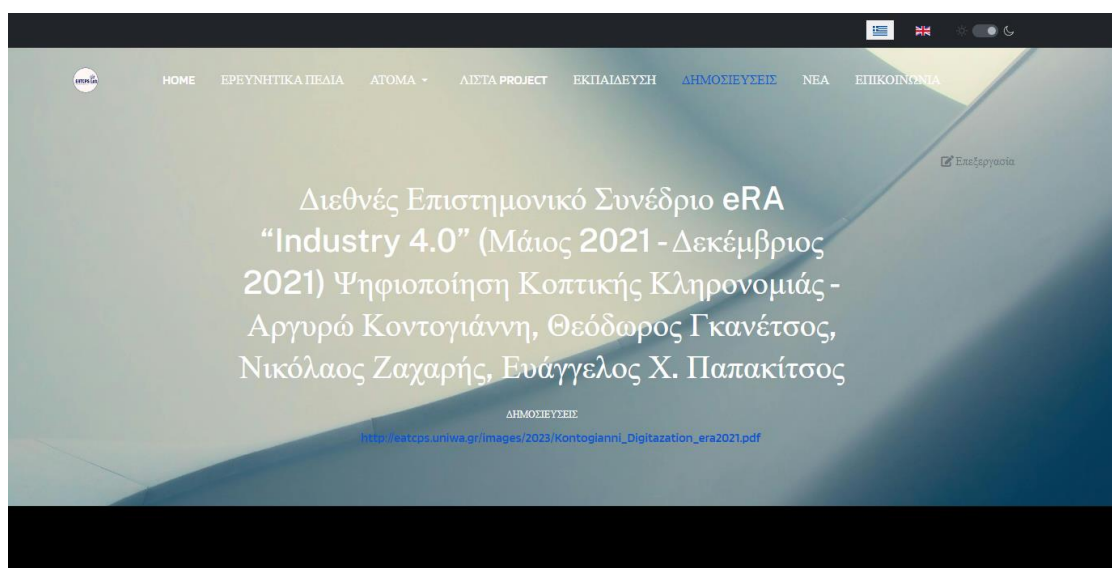 HOME ΕΡΕΥΝΗΤΙΚΑ ΠΕΔΙΑ ΑΤΟΜΑ ΛΙΣΤΑ PROJECT ΕΚΠΑΙΔΕΥΣΗ ΔΗΜΟΣΙΕΥΣΕΙΣ ΝΕΑ ΕΠΙΚΟΙΝΩΝΙΑ
Επεξεργασία
Διεθνές Επιστημονικό Συνέδριο eRA
“Industry 4.0” (Μάιος 2021 - Δεκέμβριος
2021) Ψηφιοποίηση Κοπτικής Κληρονομιάς -
Αργυρώ Κοντογιάννη, Θεόδωρος Γκανέτσος,
Νικόλαος Ζαχαρής, Ευάγγελος Χ. Παπακίτσος
ΔΗΜΟΣΙΕΥΣΕΙΣ
http://eatcps.uniwa.gr/images/2023/Kontogianni_Digitazation_era2021.pdf